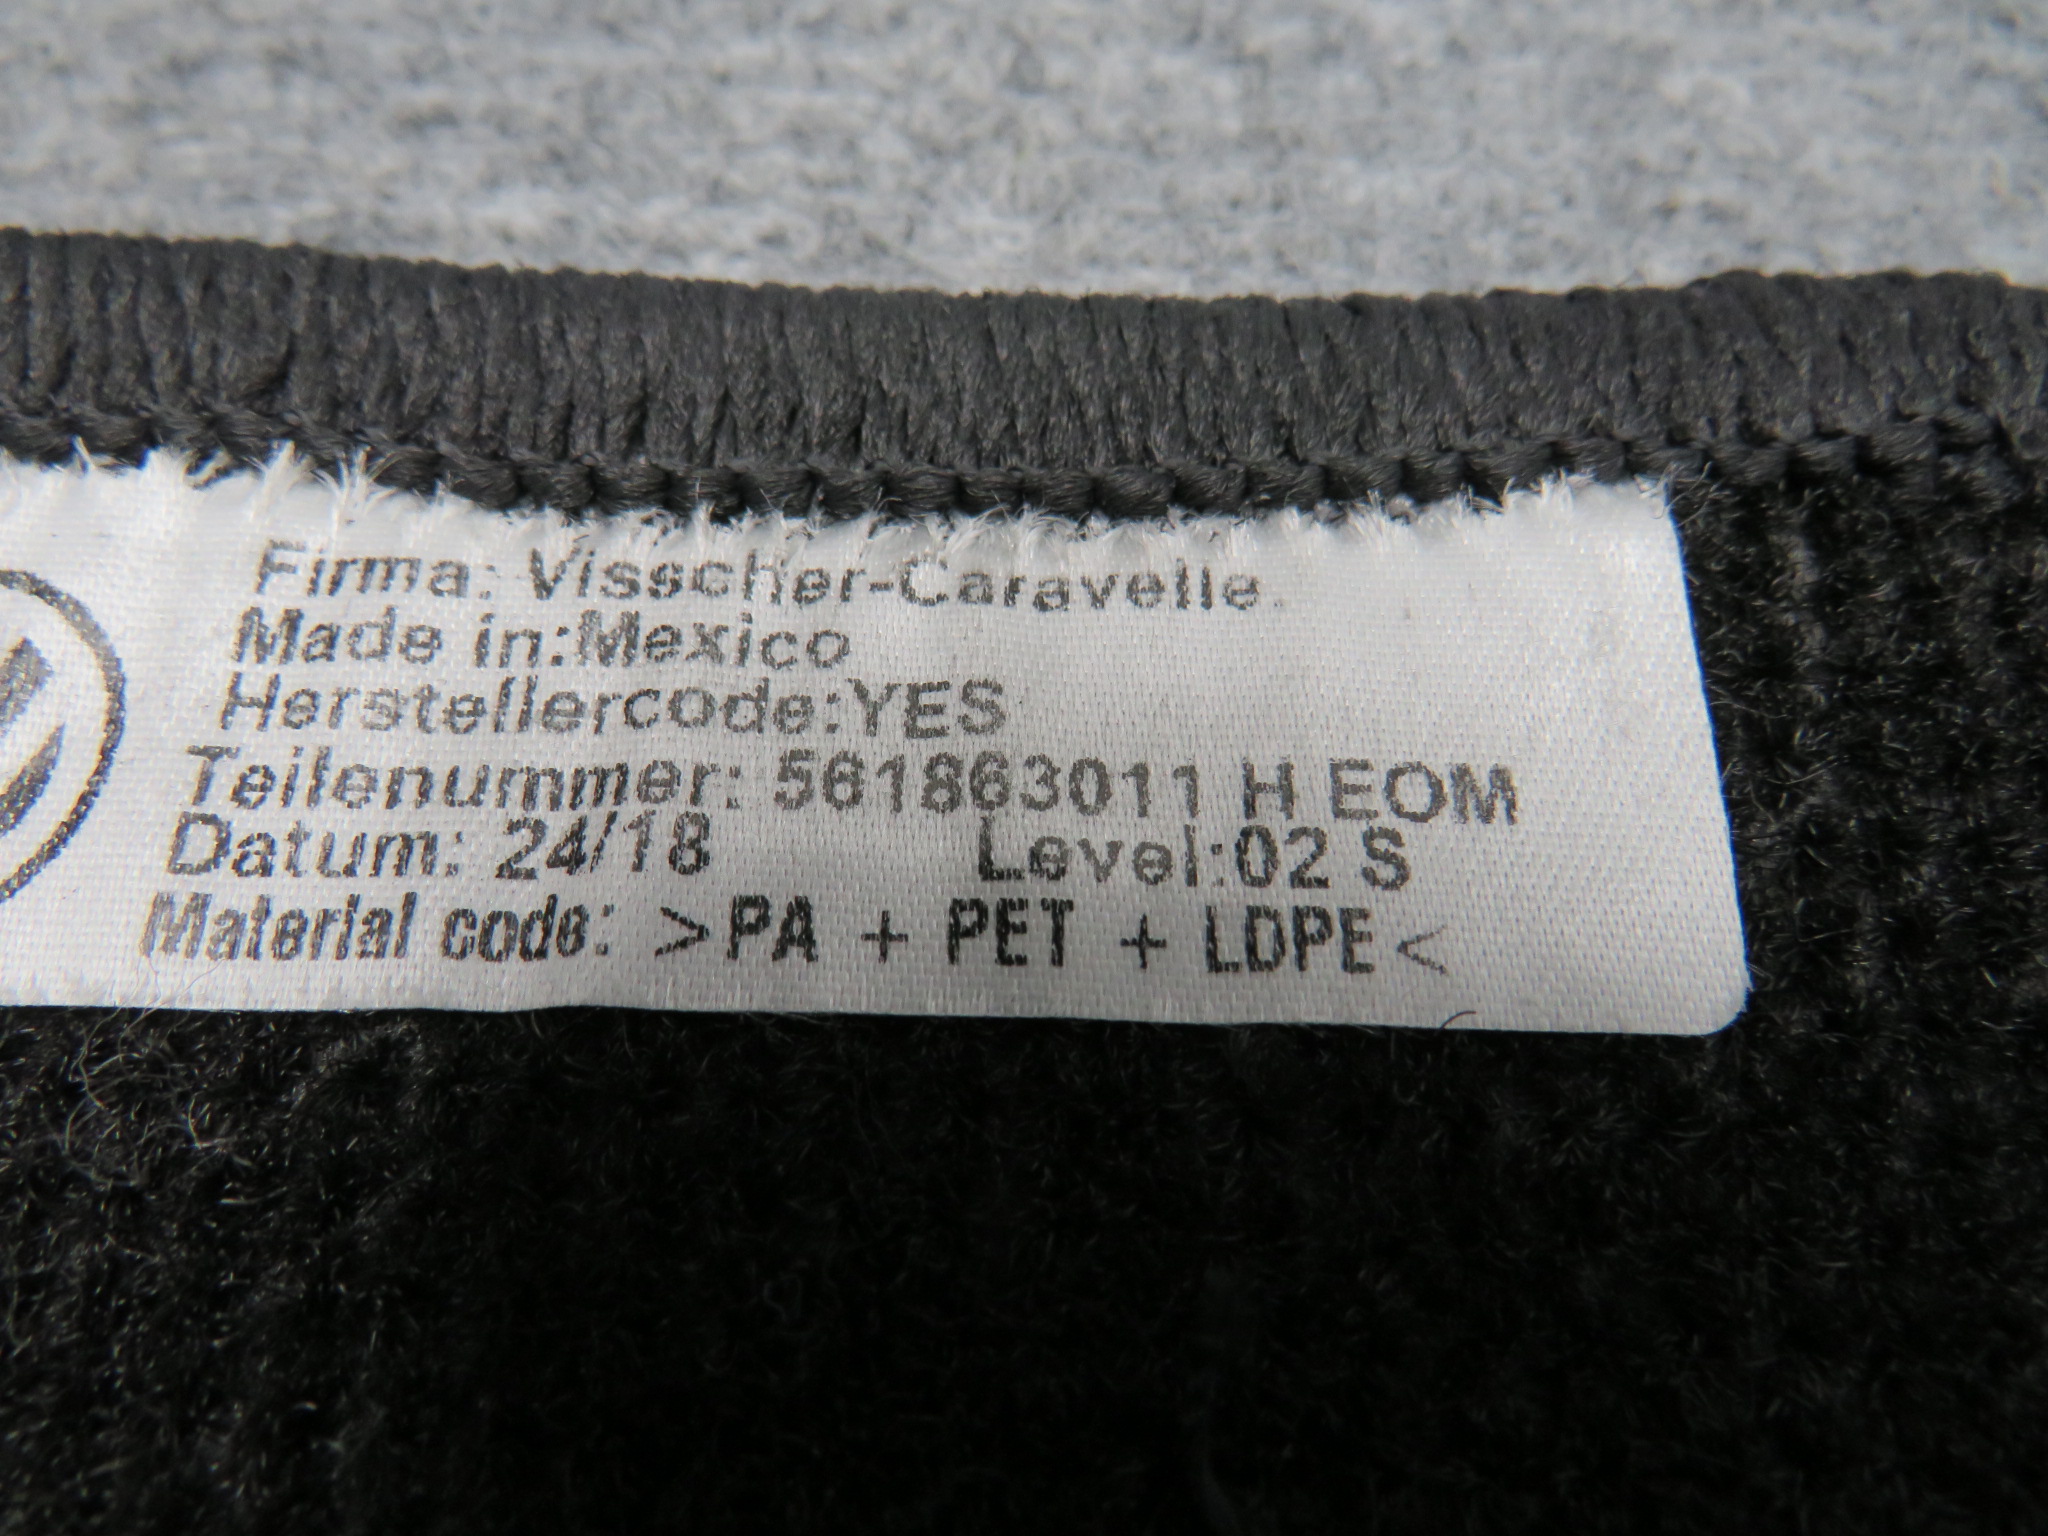 Firma: Visscher-Caravelle.
Made in:Mexico
Herstellercode:YES
Teilenummer: 561863011 H EOM
Datum: 24/18 Level:02 S
Material code: >PA + PET + LDPE<